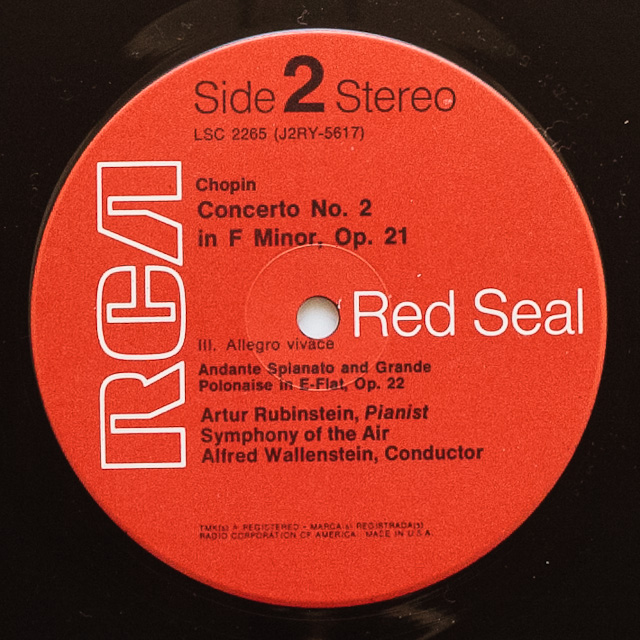 Side 2 Stereo
LSC 2265 (J2RY-5617)
RCA
Chopin
Concerto No. 2
in F Minor, Op. 21
Red Seal
III. Allegro vivace
Andante Spianato and Grande
Polonaise in E-Flat, Op. 22
Artur Rubinstein, Pianist
Symphony of the Air
Alfred Wallenstein, Conductor
TMK(s) ® REGISTERED • MARCA(s) REGISTRADA(s)
RADIO CORPORATION OF AMERICA MADE IN U.S.A.